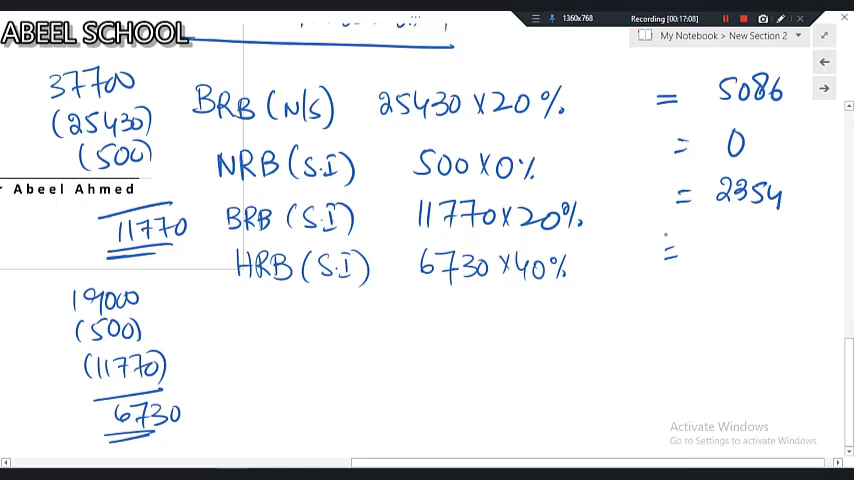 1360x768
Recording [00:17:08]
ABEEL SCHOOL
My Notebook > New Section 2
37700
(25430)
(500)
r Abeel Ahmed
11770
BRB (N/S) 25430 x 20% = 5086
NRB (S.I) 500 x 0% = 0
BRB (S.I) 11770 x 20% = 2354
HRB (S.I) 6730 x 40% =
19000
(500)
(11770)
6730
Activate Windows
Go to Settings to activate Windows.